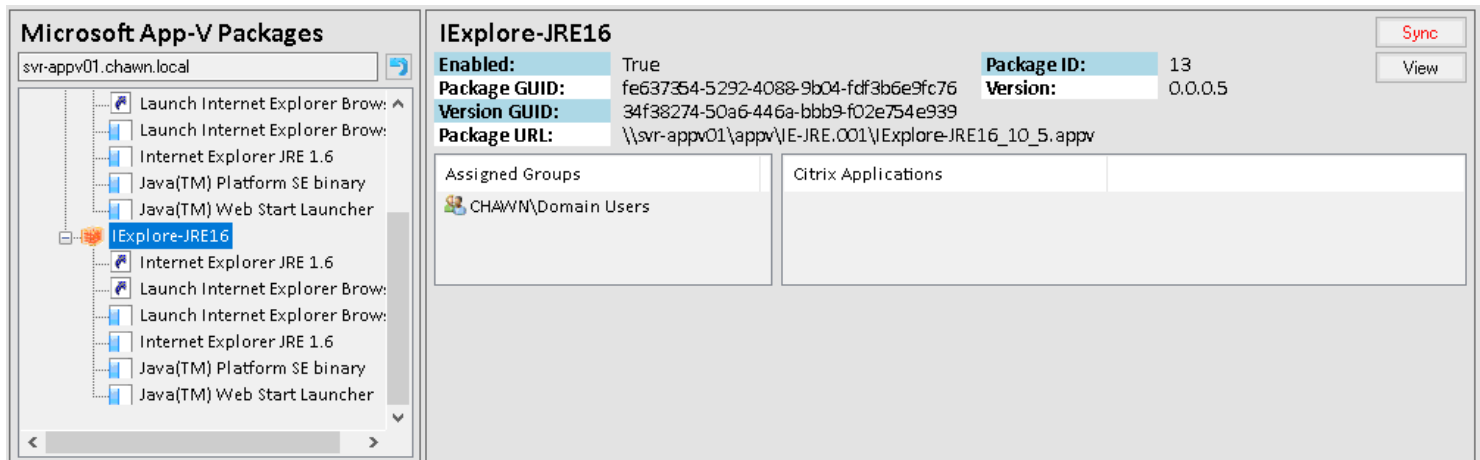 Microsoft App-V Packages
svr-appv01.chawn.local
Launch Internet Explorer Brow
Launch Internet Explorer Brow
Internet Explorer JRE 1.6
Java(TM) Platform SE binary
Java(TM) Web Start Launcher
IExplore-JRE16
Internet Explorer JRE 1.6
Launch Internet Explorer Brow
Launch Internet Explorer Brow
Internet Explorer JRE 1.6
Java(TM) Platform SE binary
Java(TM) Web Start Launcher
IExplore-JRE16
Sync
Enabled: True Package ID: 13
View
Package GUID: fe637354-5292-4088-9b04-fdf3b6e9fc76 Version: 0.0.0.5
Version GUID: 34f38274-50a6-446a-bbb9-f02e754e939
Package URL: \\svr-appv01\appv\IE-JRE.001\IExplore-JRE16_10_5.appv
Assigned Groups Citrix Applications
CHAWN\Domain Users